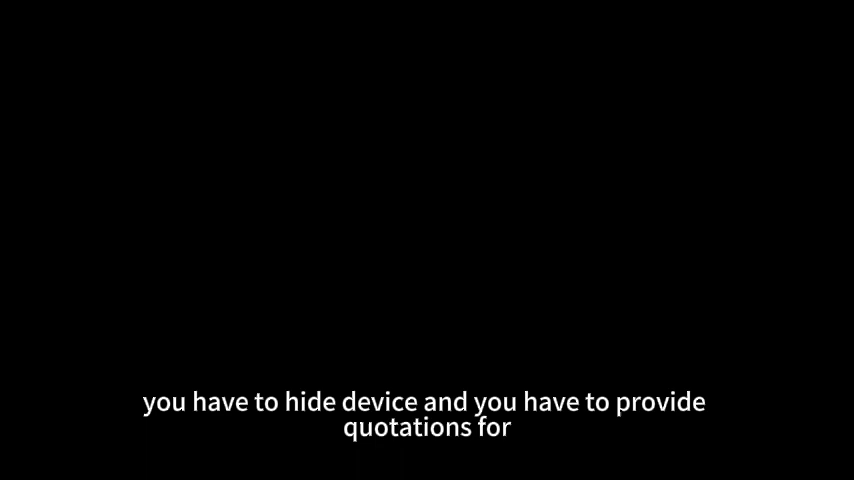 you have to hide device and you have to provide
quotations for